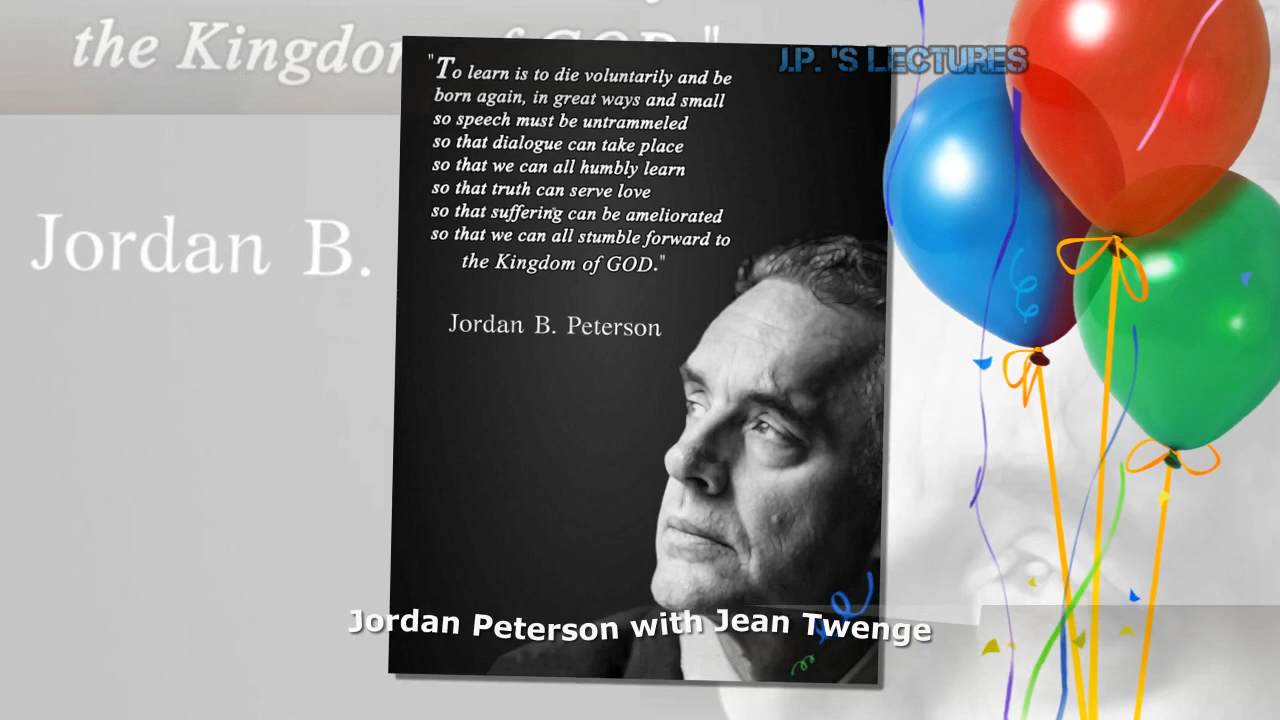 the Kingdom of GOD."
J.P. 'S LECTURES
"To learn is to die voluntarily and be
born again, in great ways and small
so speech must be untrammeled
so that dialogue can take place
so that we can all humbly learn
so that truth can serve love
so that suffering can be ameliorated
so that we can all stumble forward to
the Kingdom of GOD."
Jordan B.
Jordan B. Peterson
Jordan Peterson with Jean Twenge